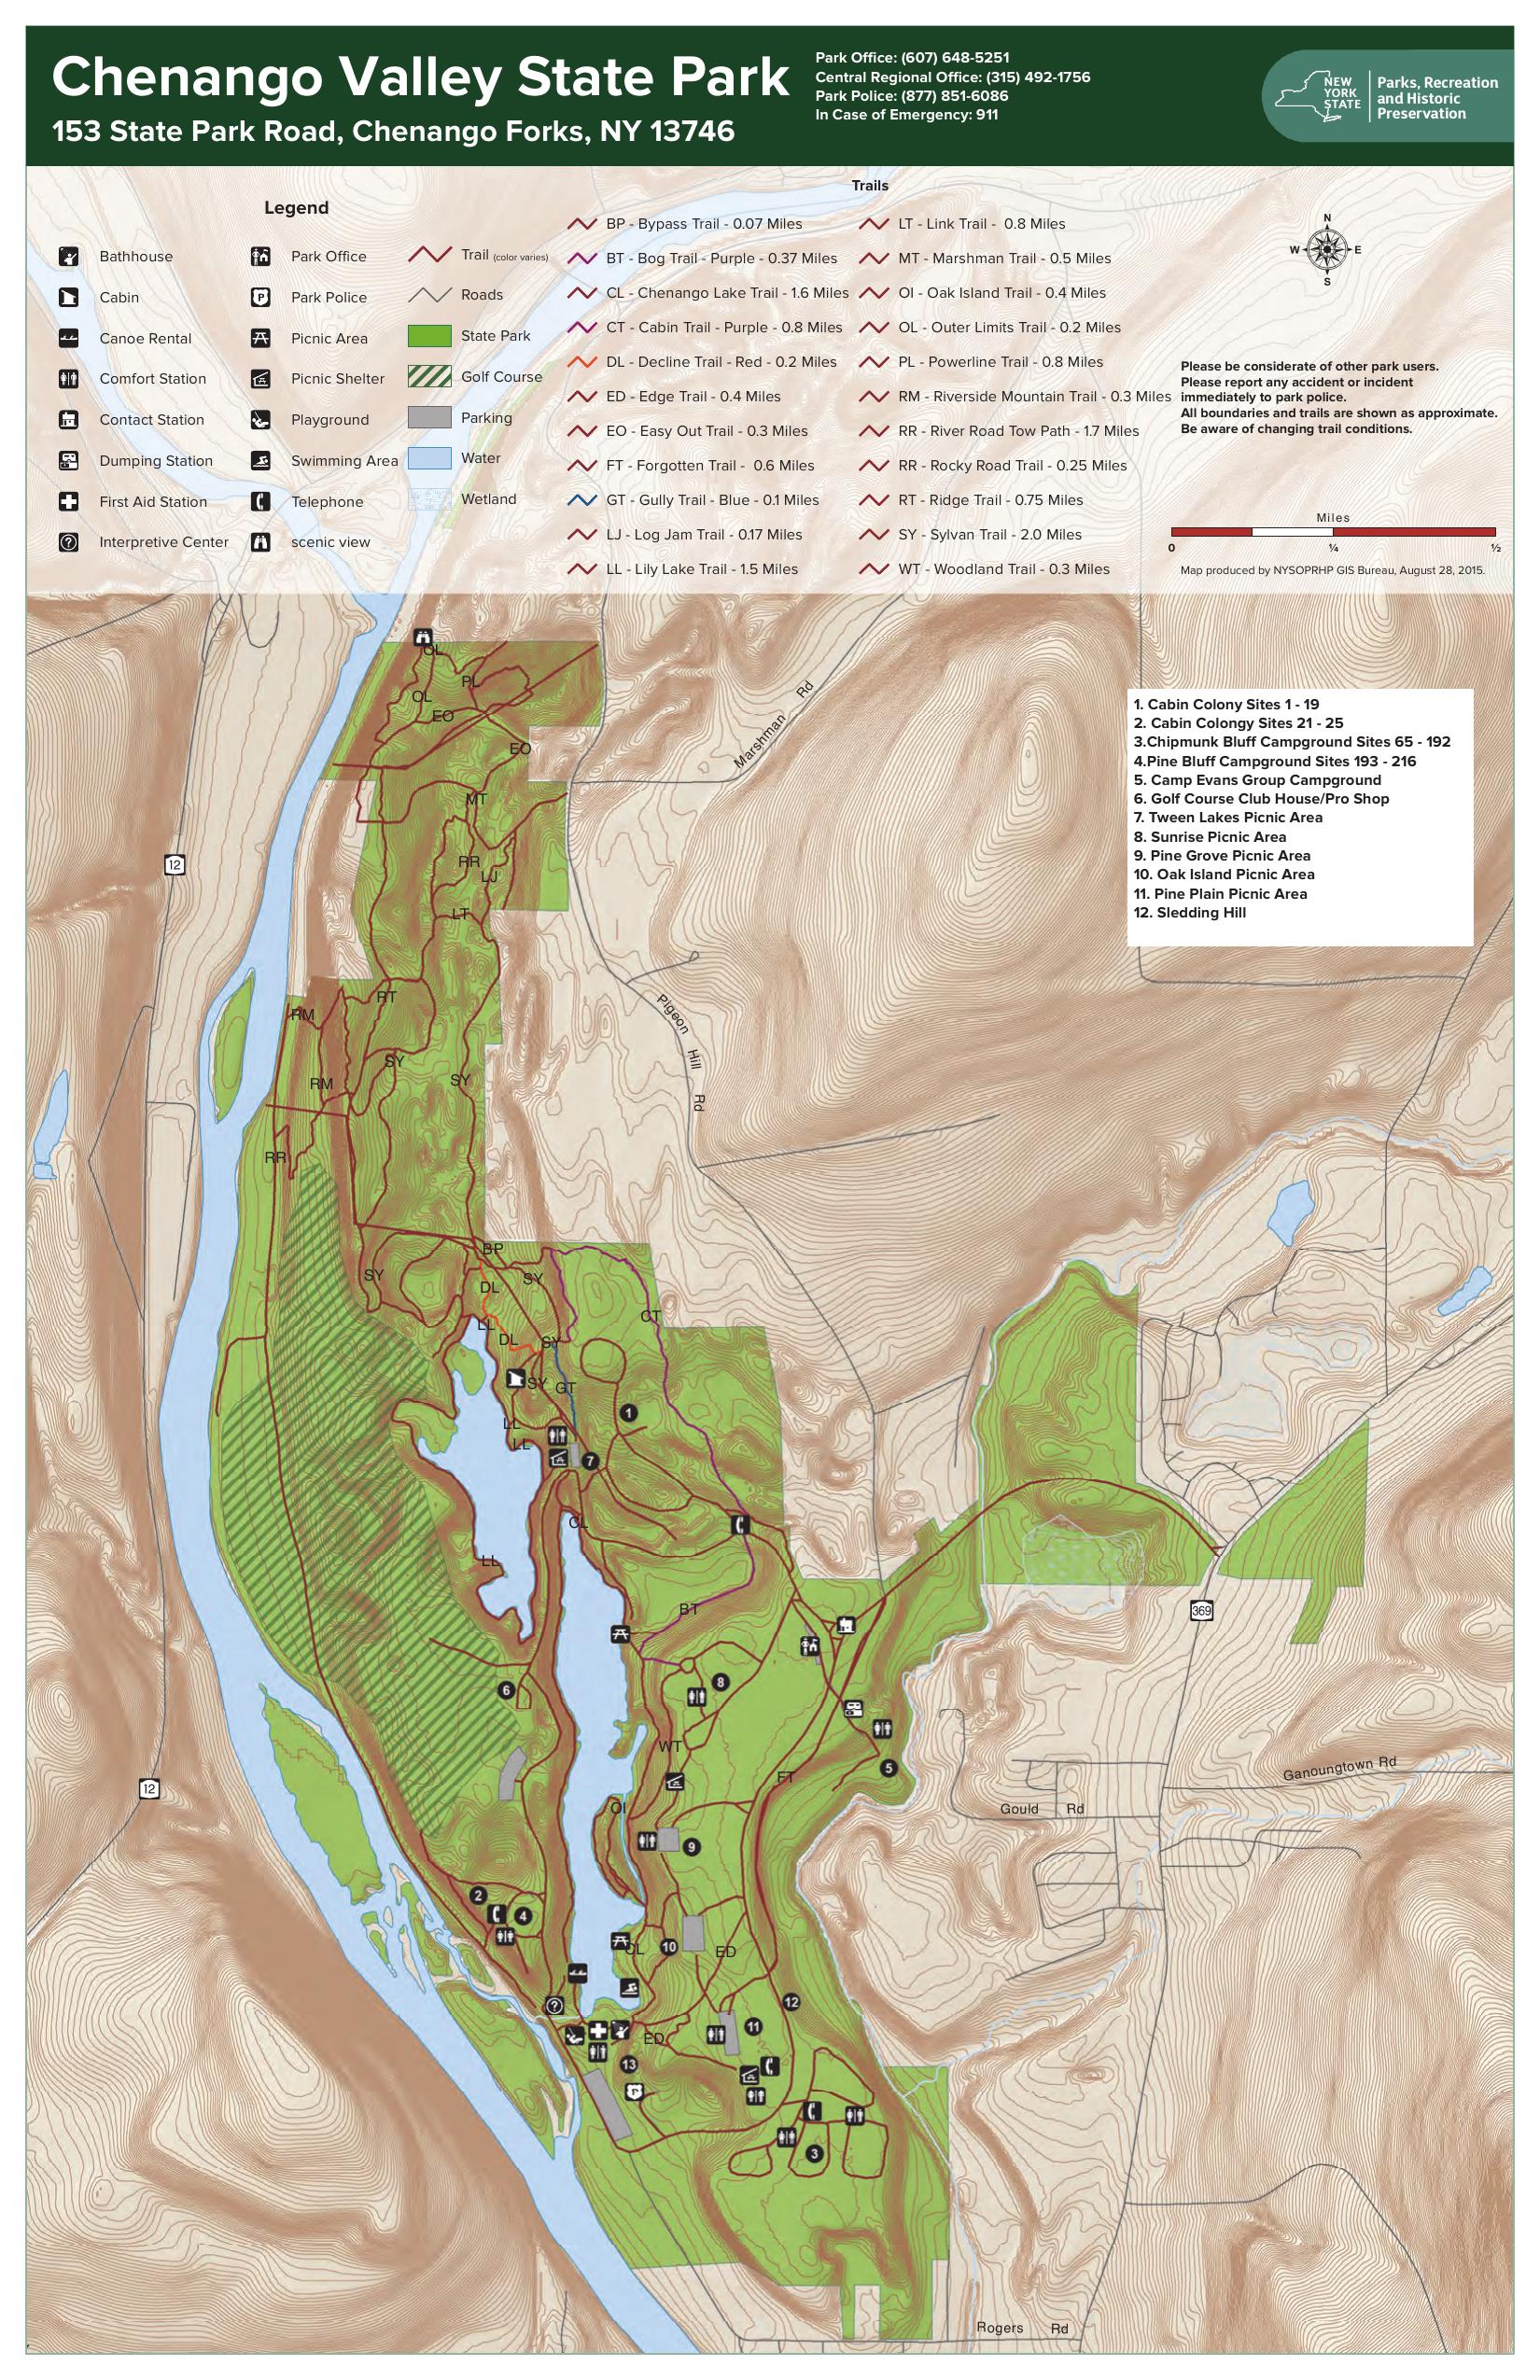 Chenango Valley State Park
153 State Park Road, Chenango Forks, NY 13746
Park Office: (607) 648-5251
Central Regional Office: (315) 492-1756
Park Police: (877) 851-6086
In Case of Emergency: 911
NEW
YORK
STATE
Parks, Recreation
and Historic
Preservation
Legend
Bathhouse
Cabin
Canoe Rental
Comfort Station
Contact Station
Dumping Station
First Aid Station
Interpretive Center
Park Office
Park Police
Picnic Area
Picnic Shelter
Playground
Swimming Area
Telephone
scenic view
Trail (color varies)
Roads
State Park
Golf Course
Parking
Water
Wetland
Trails
BP - Bypass Trail - 0.07 Miles
BT - Bog Trail - Purple - 0.37 Miles
CL - Chenango Lake Trail - 1.6 Miles
CT - Cabin Trail - Purple - 0.8 Miles
DL - Decline Trail - Red - 0.2 Miles
ED - Edge Trail - 0.4 Miles
EO - Easy Out Trail - 0.3 Miles
FT - Forgotten Trail - 0.6 Miles
GT - Gully Trail - Blue - 0.1 Miles
LJ - Log Jam Trail - 0.17 Miles
LL - Lily Lake Trail - 1.5 Miles
LT - Link Trail - 0.8 Miles
MT - Marshman Trail - 0.5 Miles
OI - Oak Island Trail - 0.4 Miles
OL - Outer Limits Trail - 0.2 Miles
PL - Powerline Trail - 0.8 Miles
RM - Riverside Mountain Trail - 0.3 Miles
RR - River Road Tow Path - 1.7 Miles
RR - Rocky Road Trail - 0.25 Miles
RT - Ridge Trail - 0.75 Miles
SY - Sylvan Trail - 2.0 Miles
WT - Woodland Trail - 0.3 Miles
N
W
E
S
Please be considerate of other park users.
Please report any accident or incident
immediately to park police.
All boundaries and trails are shown as approximate.
Be aware of changing trail conditions.
Miles
0
¼
½
Map produced by NYSOPRHP GIS Bureau, August 28, 2015.
1. Cabin Colony Sites 1 - 19
2. Cabin Colongy Sites 21 - 25
3.Chipmunk Bluff Campground Sites 65 - 192
4.Pine Bluff Campground Sites 193 - 216
5. Camp Evans Group Campground
6. Golf Course Club House/Pro Shop
7. Tween Lakes Picnic Area
8. Sunrise Picnic Area
9. Pine Grove Picnic Area
10. Oak Island Picnic Area
11. Pine Plain Picnic Area
12. Sledding Hill
OL
PL
OL
EO
EO
Marshman Rd
MT
12
RR
LJ
LT
RT
RM
Pigeon Hill Rd
SY
RM
SY
RR
BP
SY
SY
DL
CT
LL
DL
SY
SY
GT
1
LL
LL
7
CL
LL
BT
369
8
6
WT
5
FT
Ganoungtown Rd
12
Gould Rd
OI
9
2
4
CL
10
ED
12
11
ED
13
3
Rogers Rd